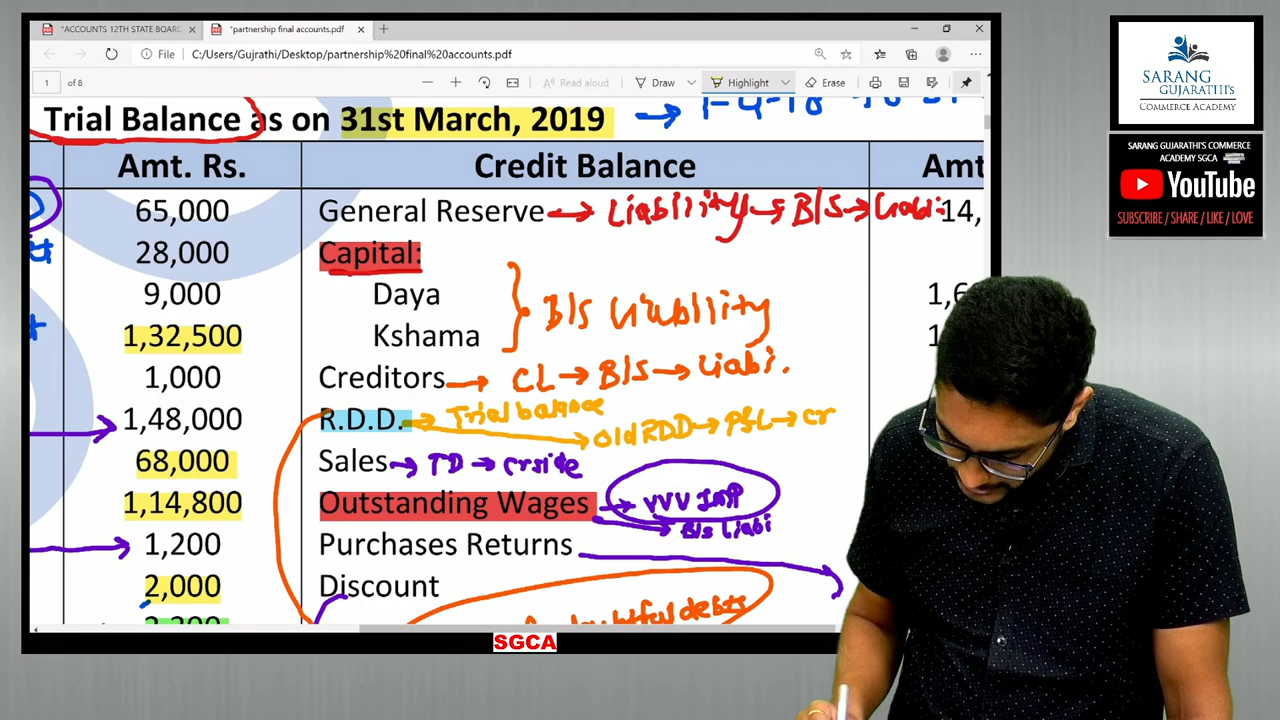 "ACCOUNTS 12TH STATE BOARD
"partnership final accounts.pdf
File C:/Users/Gujrathi/Desktop/partnership%20final%20accounts.pdf
1 of 8 Read aloud Draw Highlight Erase
Trial Balance as on 31st March, 2019 → 1-4-18
Amt. Rs. Credit Balance Amt
65,000 General Reserve → Liability → B/S → Liabi. 14,
28,000 Capital:
9,000 Daya
1,32,500 Kshama
B/S Liability
1,000 Creditors → CL → B/S → Liabi.
1,48,000 R.D.D. → Trial balance
→ Old RDD → P&L → cr
68,000 Sales → TD → cr side
1,14,800 Outstanding Wages → VVV IMP
→ B/s Liabi
1,200 Purchases Returns
2,000 Discount
debts
SGCA
SARANG
GUJARATHI'S
COMMERCE ACADEMY
SARANG GUJARATHI'S COMMERCE
ACADEMY SGCA
YouTube
SUBSCRIBE / SHARE / LIKE / LOVE